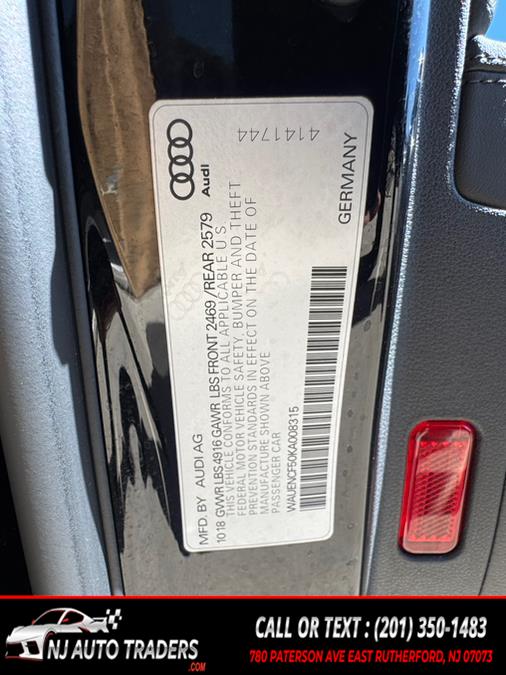 Audi
4141744
MFD. BY AUDI AG
1018 GVWR LBS 4916 GAWR LBS FRONT 2469 /REAR 2579
THIS VEHICLE CONFORMS TO ALL APPLICABLE U.S.
FEDERAL MOTOR VEHICLE SAFETY, BUMPER AND THEFT
PREVENTION STANDARDS IN EFFECT ON THE DATE OF
MANUFACTURE SHOWN ABOVE
PASSENGER CAR
WAUENCF50KA008315
GERMANY
NJ AUTO TRADERS
.COM
CALL OR TEXT : (201) 350-1483
780 PATERSON AVE EAST RUTHERFORD, NJ 07073